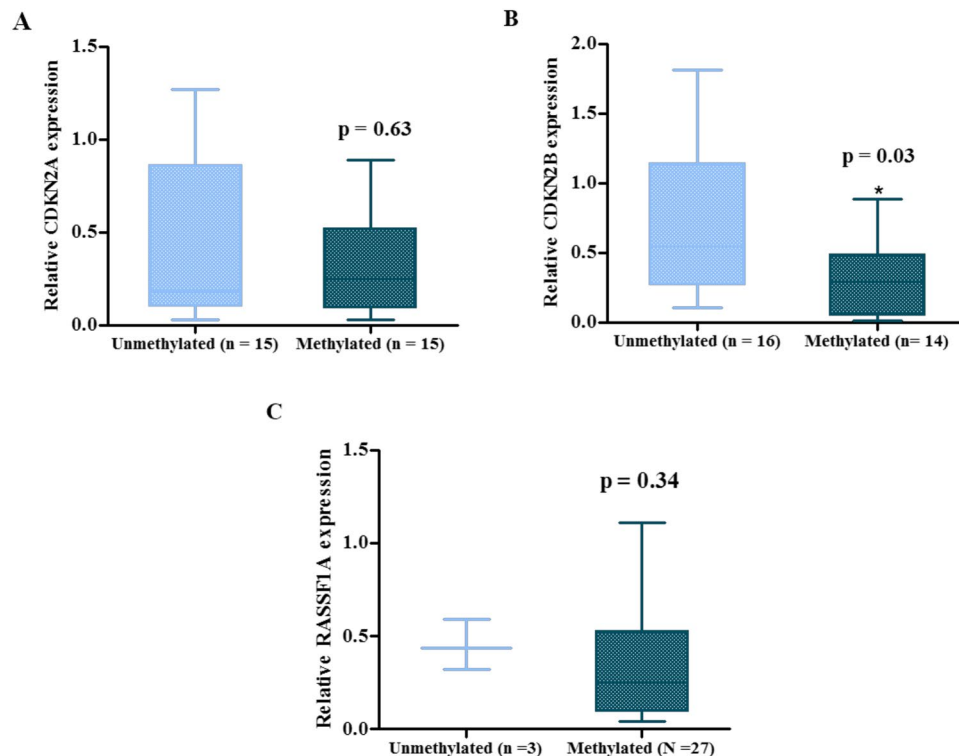 A
Relative CDKN2A expression
1.5
1.0
0.5
0.0
p = 0.63
Unmethylated (n = 15)
Methylated (n = 15)
B
Relative CDKN2B expression
2.0
1.5
1.0
0.5
0.0
p = 0.03
*
Unmethylated (n = 16)
Methylated (n= 14)
C
Relative RASSF1A expression
1.5
1.0
0.5
0.0
p = 0.34
Unmethylated (n =3)
Methylated (N =27)